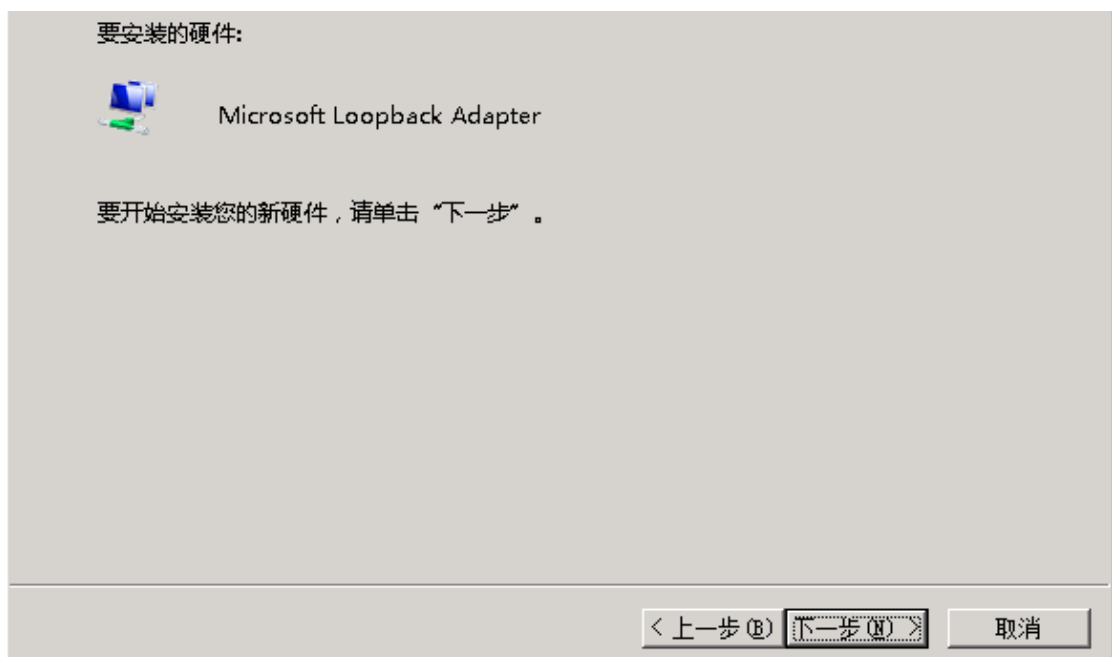 要安装的硬件:
Microsoft Loopback Adapter
要开始安装您的新硬件，请单击 “下一步” 。
< 上一步(B) 下一步(N) > 取消